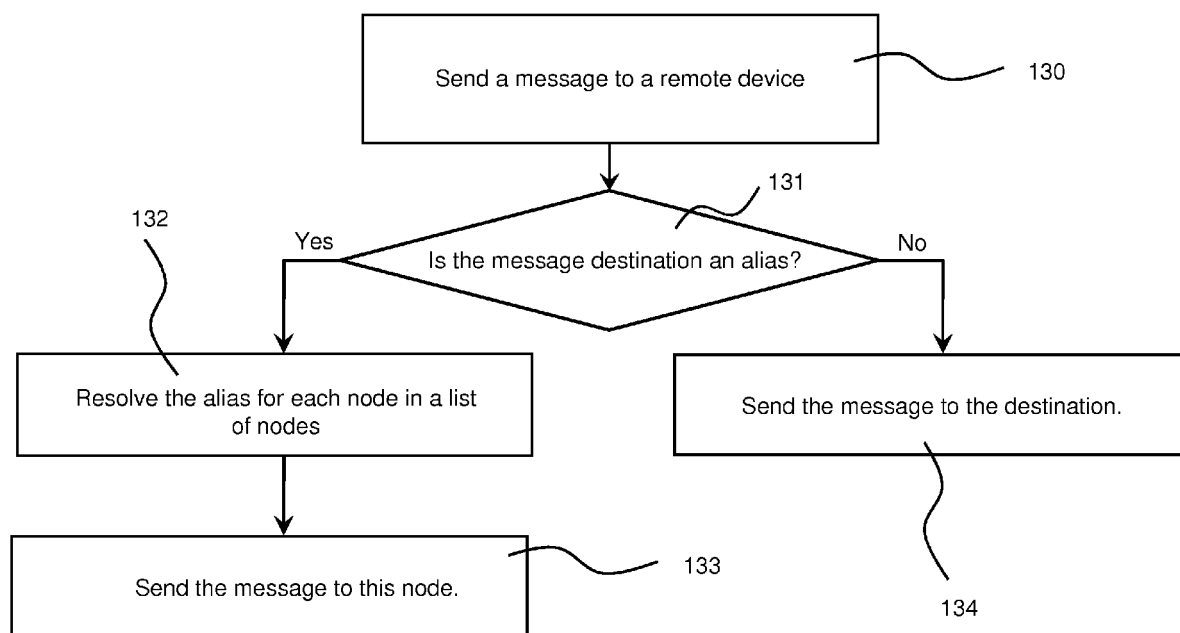 Send a message to a remote device
130
131
132
Yes
Is the message destination an alias?
No
Resolve the alias for each node in a list
of nodes
Send the message to the destination.
Send the message to this node.
133
134